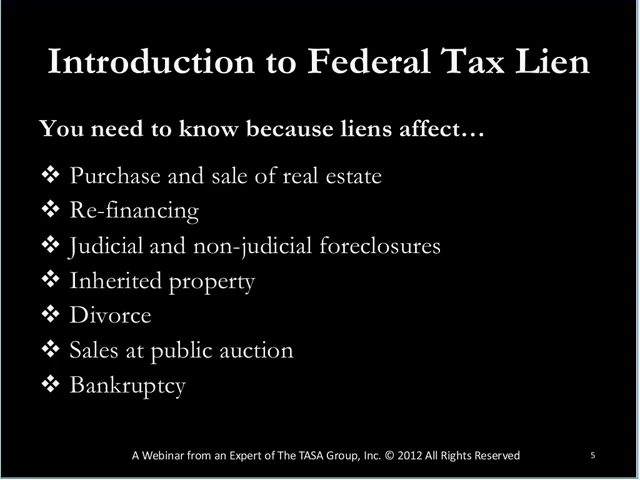 Introduction to Federal Tax Lien
You need to know because liens affect…
❖ Purchase and sale of real estate
❖ Re-financing
❖ Judicial and non-judicial foreclosures
❖ Inherited property
❖ Divorce
❖ Sales at public auction
❖ Bankruptcy
A Webinar from an Expert of The TASA Group, Inc. © 2012 All Rights Reserved 5